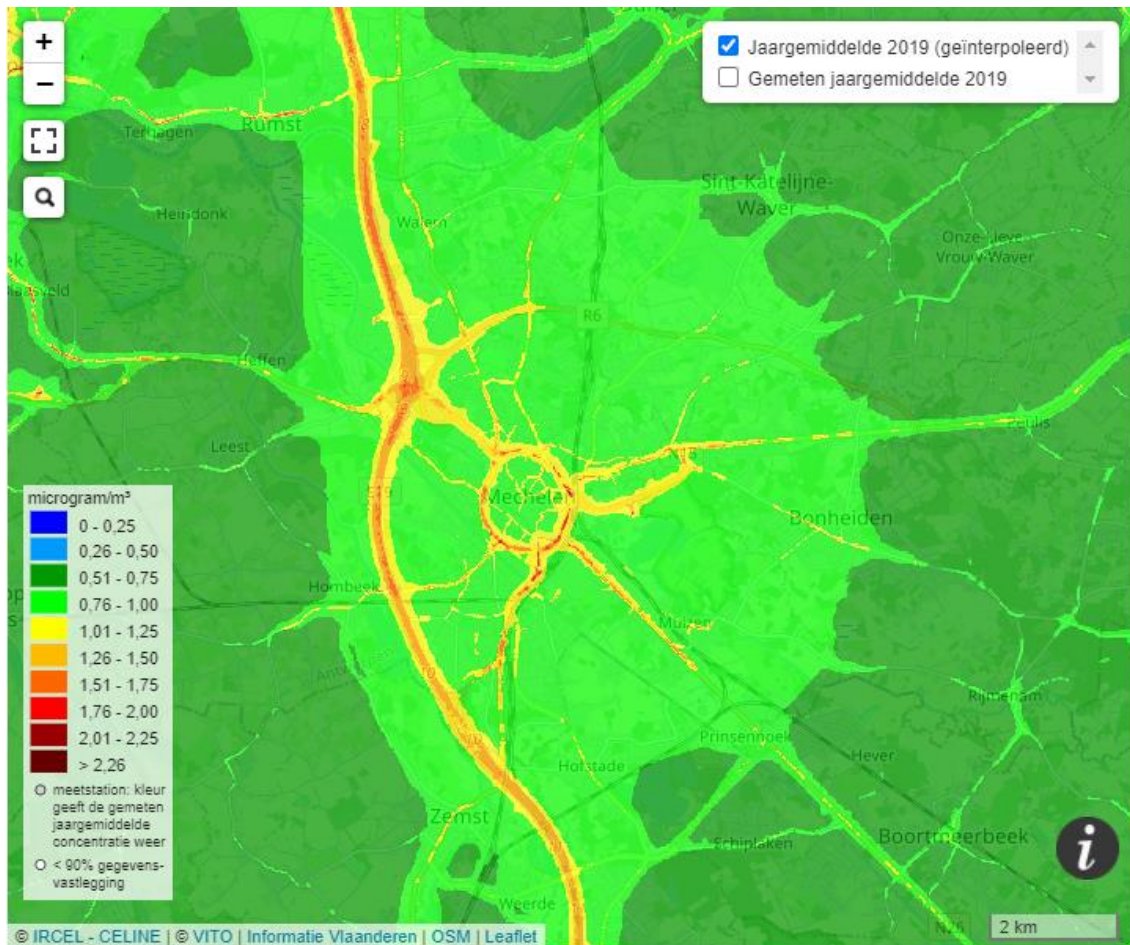 +
−
Jaargemiddelde 2019 (geïnterpoleerd)
Gemeten jaargemiddelde 2019
Terhagen
Rumst
Heindonk
Walem
Sint-Katelijne-
Waver
Onze-Lieve
Vrouw-Waver
Blaasveld
R6
Heffen
Leest
Peulis
E19
Mechelen
Bonheiden
Hombeek
Muizen
Rijmenam
Prinsenhoek
Hever
Hofstade
Zemst
Schiplaken
Boortmeerbeek
Weerde
N26
microgram/m³
0 - 0,25
0,26 - 0,50
0,51 - 0,75
0,76 - 1,00
1,01 - 1,25
1,26 - 1,50
1,51 - 1,75
1,76 - 2,00
2,01 - 2,25
> 2,26
meetstation: kleur
geeft de gemeten
jaargemiddelde
concentratie weer
< 90% gegevens-
vastlegging
i
2 km
© IRCEL - CELINE | © VITO | Informatie Vlaanderen | OSM | Leaflet